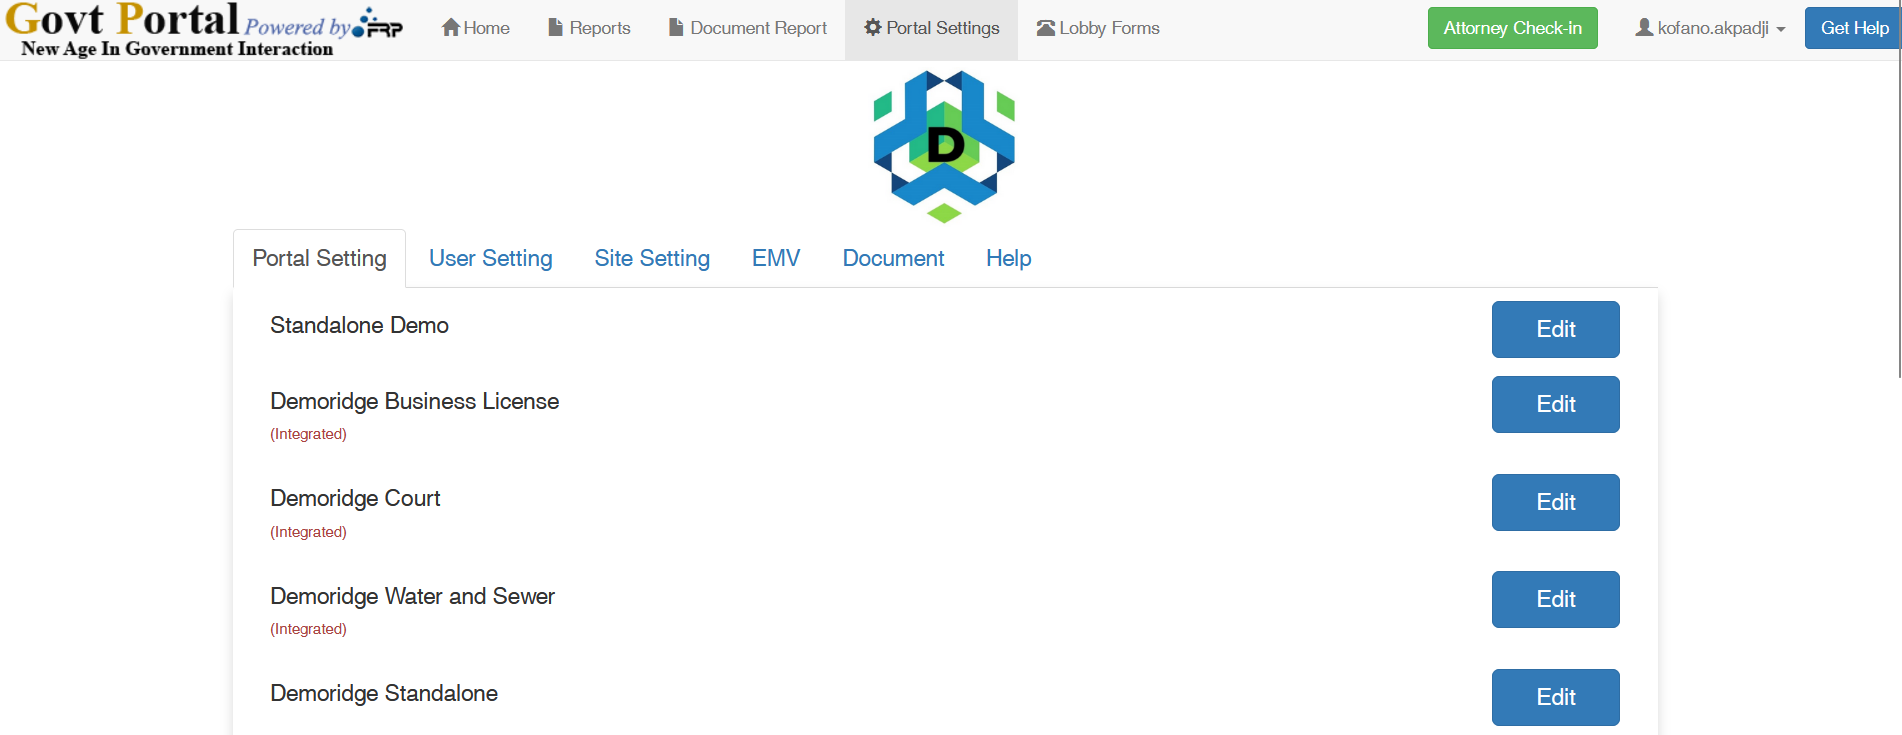 Govt Portal Powered by FRP
New Age In Government Interaction
Home
Reports
Document Report
Portal Settings
Lobby Forms
Attorney Check-in
kofano.akpadji
Get Help
D
Portal Setting
User Setting
Site Setting
EMV
Document
Help
Standalone Demo
Edit
Demoridge Business License
(Integrated)
Edit
Demoridge Court
(Integrated)
Edit
Demoridge Water and Sewer
(Integrated)
Edit
Demoridge Standalone
Edit